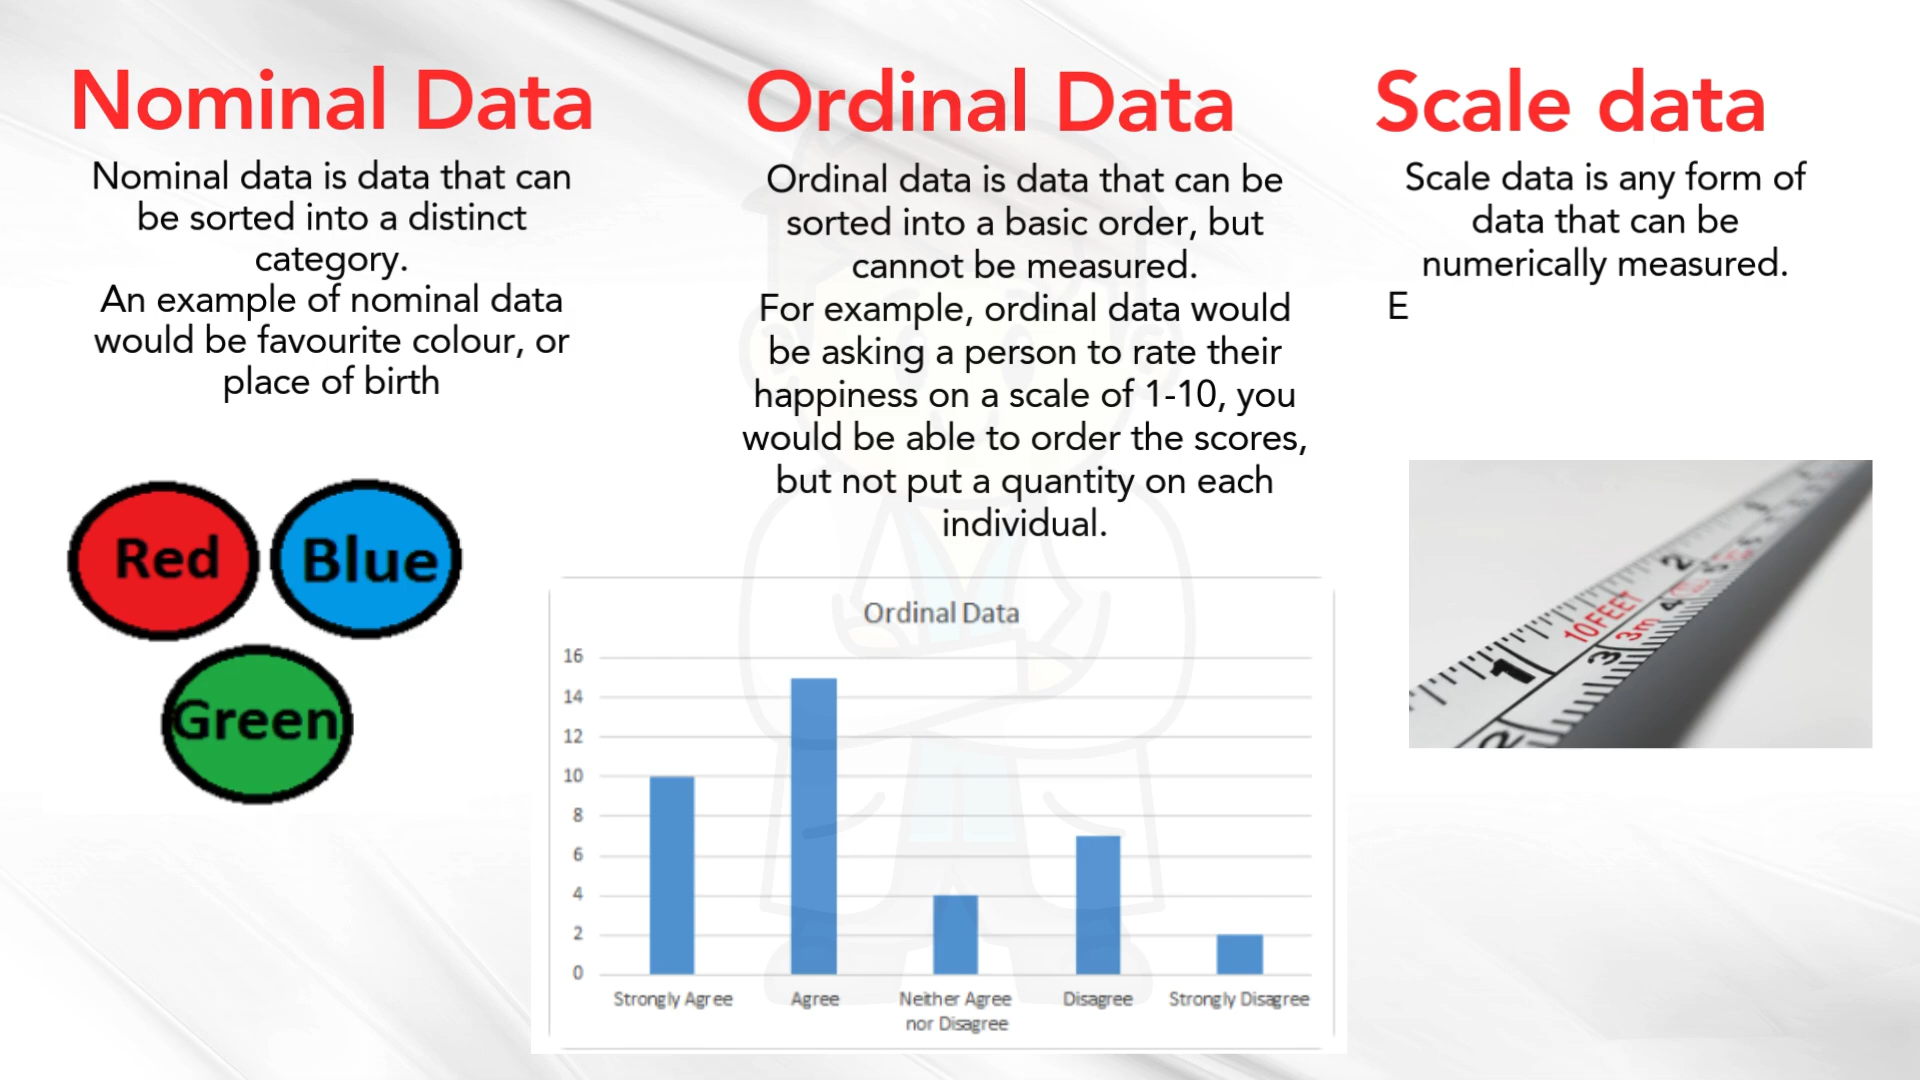 Nominal Data
Nominal data is data that can
be sorted into a distinct
category.
An example of nominal data
would be favourite colour, or
place of birth
Red
Blue
Green
Ordinal Data
Ordinal data is data that can be
sorted into a basic order, but
cannot be measured.
For example, ordinal data would
be asking a person to rate their
happiness on a scale of 1-10, you
would be able to order the scores,
but not put a quantity on each
individual.
Ordinal Data
16
14
12
10
8
6
4
2
0
Strongly Agree
Agree
Neither Agree
nor Disagree
Disagree
Strongly Disagree
Scale data
Scale data is any form of
data that can be
numerically measured.
E
1
10FEET
2
2
3
3m
4
5